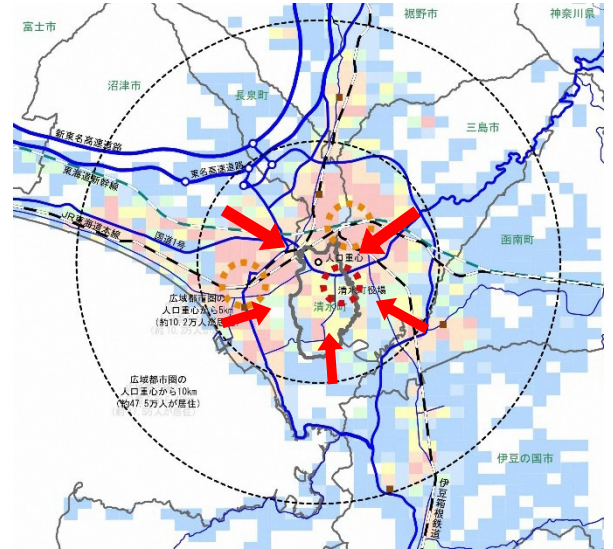 裾野市
神奈川県
富士市
沼津市
長泉町
三島市
新東名高速道路
東名高速道路
東海道新幹線
JR東海道本線
国道1号
函南町
人口重心
清水町役場
清水町
広域都市圏の
人口重心から5km
(約10.2万人が居
広域都市圏の
人口重心から10km
(約47.5万人が居住)
伊豆の国市
伊豆箱根鉄道